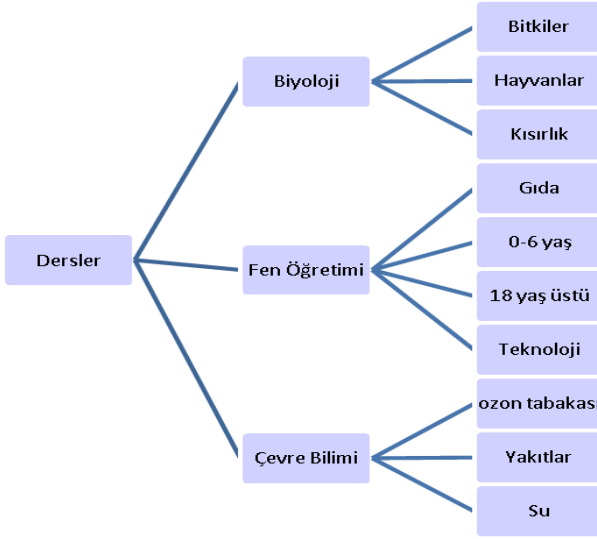 Dersler
Biyoloji
Bitkiler
Hayvanlar
Kısırlık
Fen Öğretimi
Gıda
0-6 yaş
18 yaş üstü
Teknoloji
Çevre Bilimi
ozon tabakası
Yakıtlar
Su